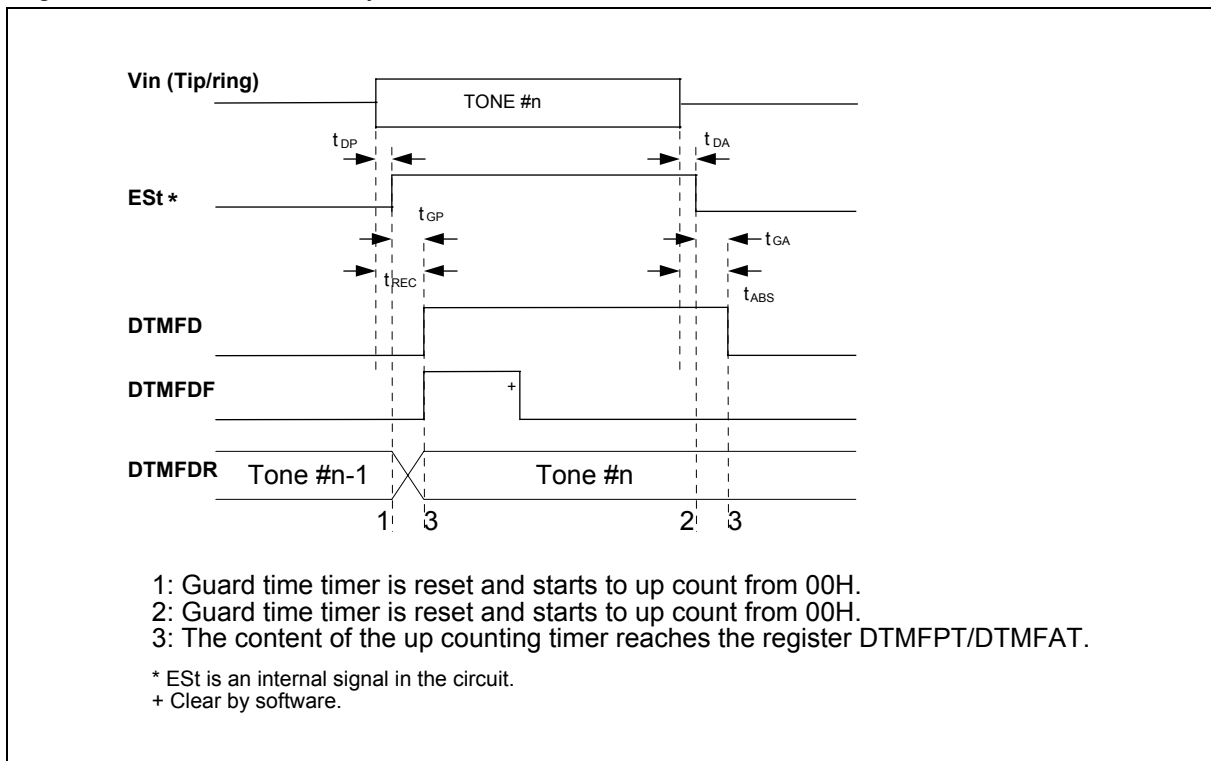 Vin (Tip/ring)
TONE #n
tDP
tDA
ESt *
tGP
tGA
tREC
tABS
DTMFD
DTMFDF
+
DTMFDR
Tone #n-1
Tone #n
1
3
2
3
1: Guard time timer is reset and starts to up count from 00H.
2: Guard time timer is reset and starts to up count from 00H.
3: The content of the up counting timer reaches the register DTMFPT/DTMFAT.
* ESt is an internal signal in the circuit.
+ Clear by software.